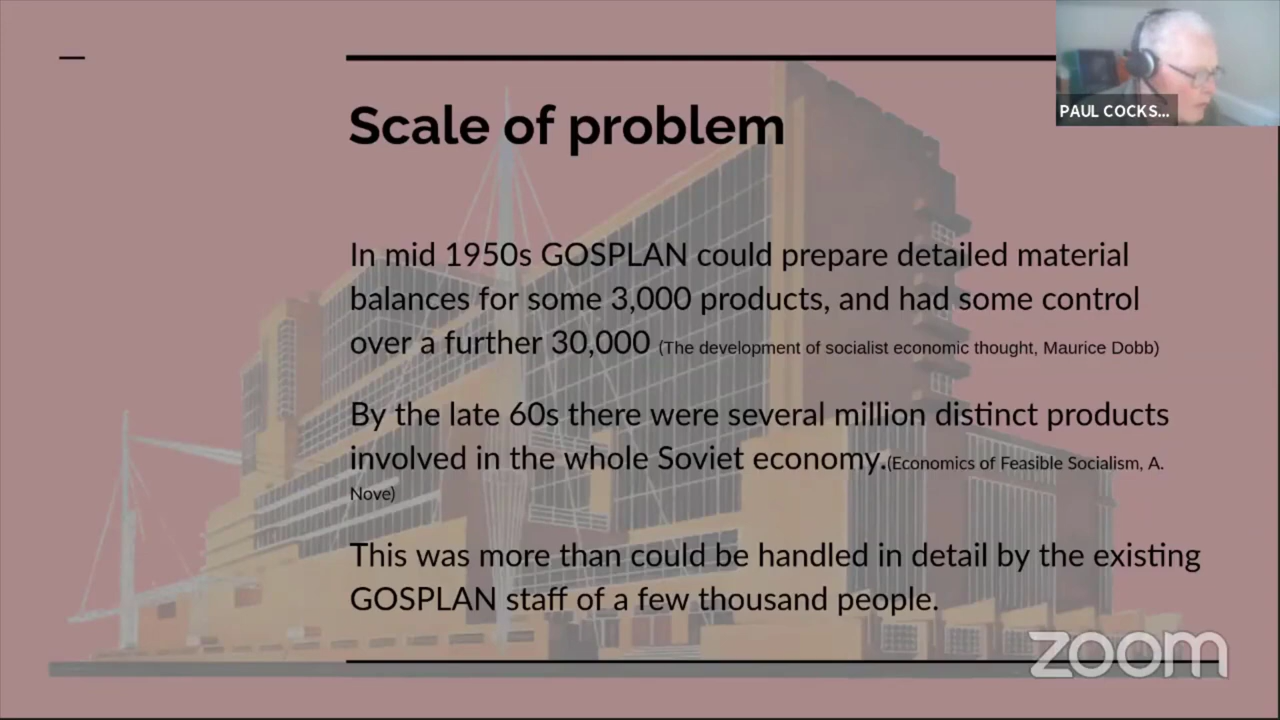 PAUL COCKS...
Scale of problem
In mid 1950s GOSPLAN could prepare detailed material
balances for some 3,000 products, and had some control
over a further 30,000 (The development of socialist economic thought, Maurice Dobb)
By the late 60s there were several million distinct products
involved in the whole Soviet economy.(Economics of Feasible Socialism, A.
Nove)
This was more than could be handled in detail by the existing
GOSPLAN staff of a few thousand people.
zoom